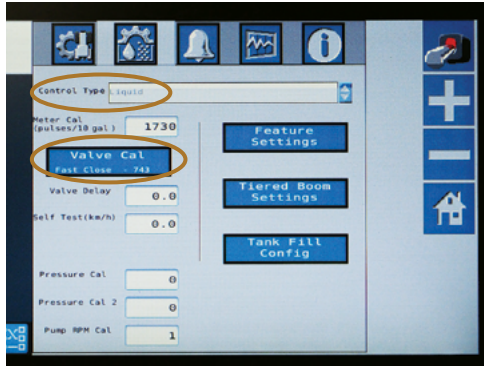 Control Type Liquid
Meter Cal
(pulses/10 gal)
1730
Valve Cal
Fast Close - 743
Valve Delay
0.0
Self Test(km/h)
0.0
Feature
Settings
Tiered Boom
Settings
Tank Fill
Config
Pressure Cal
0
Pressure Cal 2
0
Pump RPM Cal
1